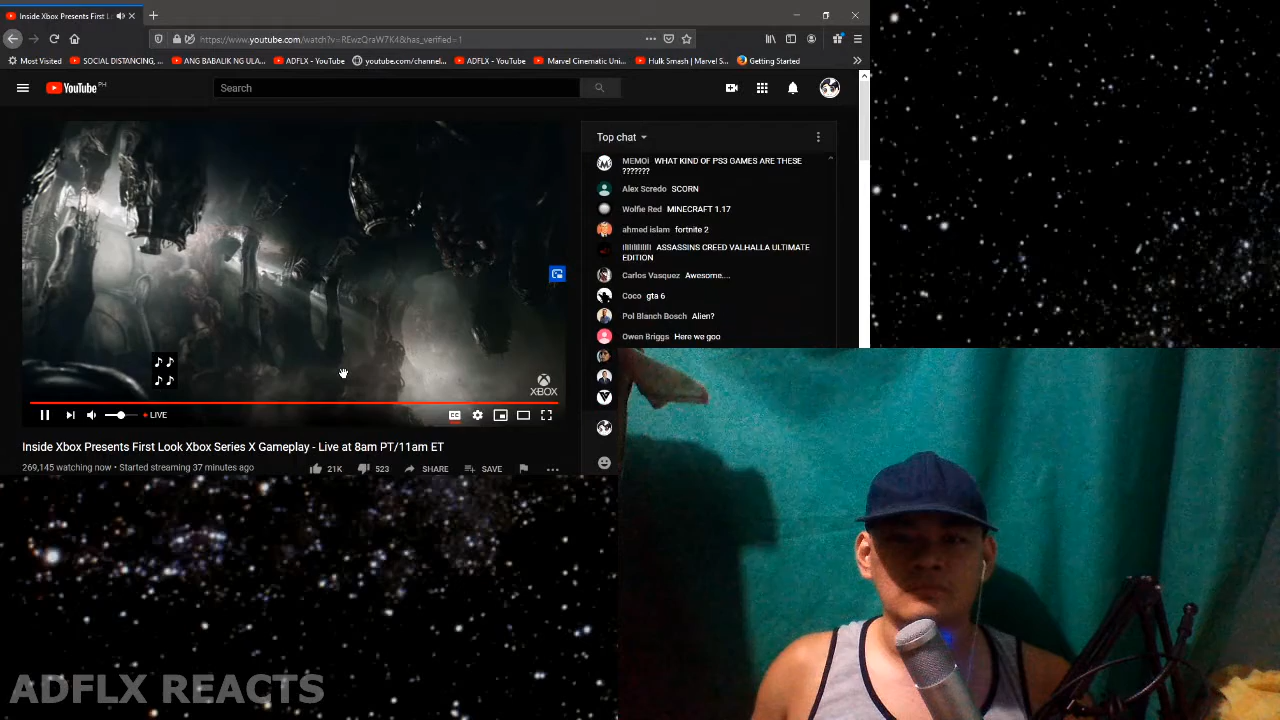 Inside Xbox Presents First L
https://www.youtube.com/watch?v=REwzQraW7K4&has_verified=1
Most Visited
SOCIAL DISTANCING, ...
ANG BABALIK NG ULA...
ADFLX - YouTube
youtube.com/channel...
ADFLX - YouTube
Marvel Cinematic Uni...
Hulk Smash | Marvel S...
Getting Started
YouTube PH
Search
Top chat
MEMOi WHAT KIND OF PS3 GAMES ARE THESE
???????
Alex Scredo SCORN
Wolfie Red MINECRAFT 1.17
ahmed islam fortnite 2
ASSASSINS CREED VALHALLA ULTIMATE
EDITION
Carlos Vasquez Awesome....
Coco gta 6
Pol Blanch Bosch Alien?
Owen Briggs Here we goo
♪ ♪
♪ ♪
XBOX
LIVE
CC
Inside Xbox Presents First Look Xbox Series X Gameplay - Live at 8am PT/11am ET
269,145 watching now • Started streaming 37 minutes ago
21K
523
SHARE
SAVE
ADFLX REACTS